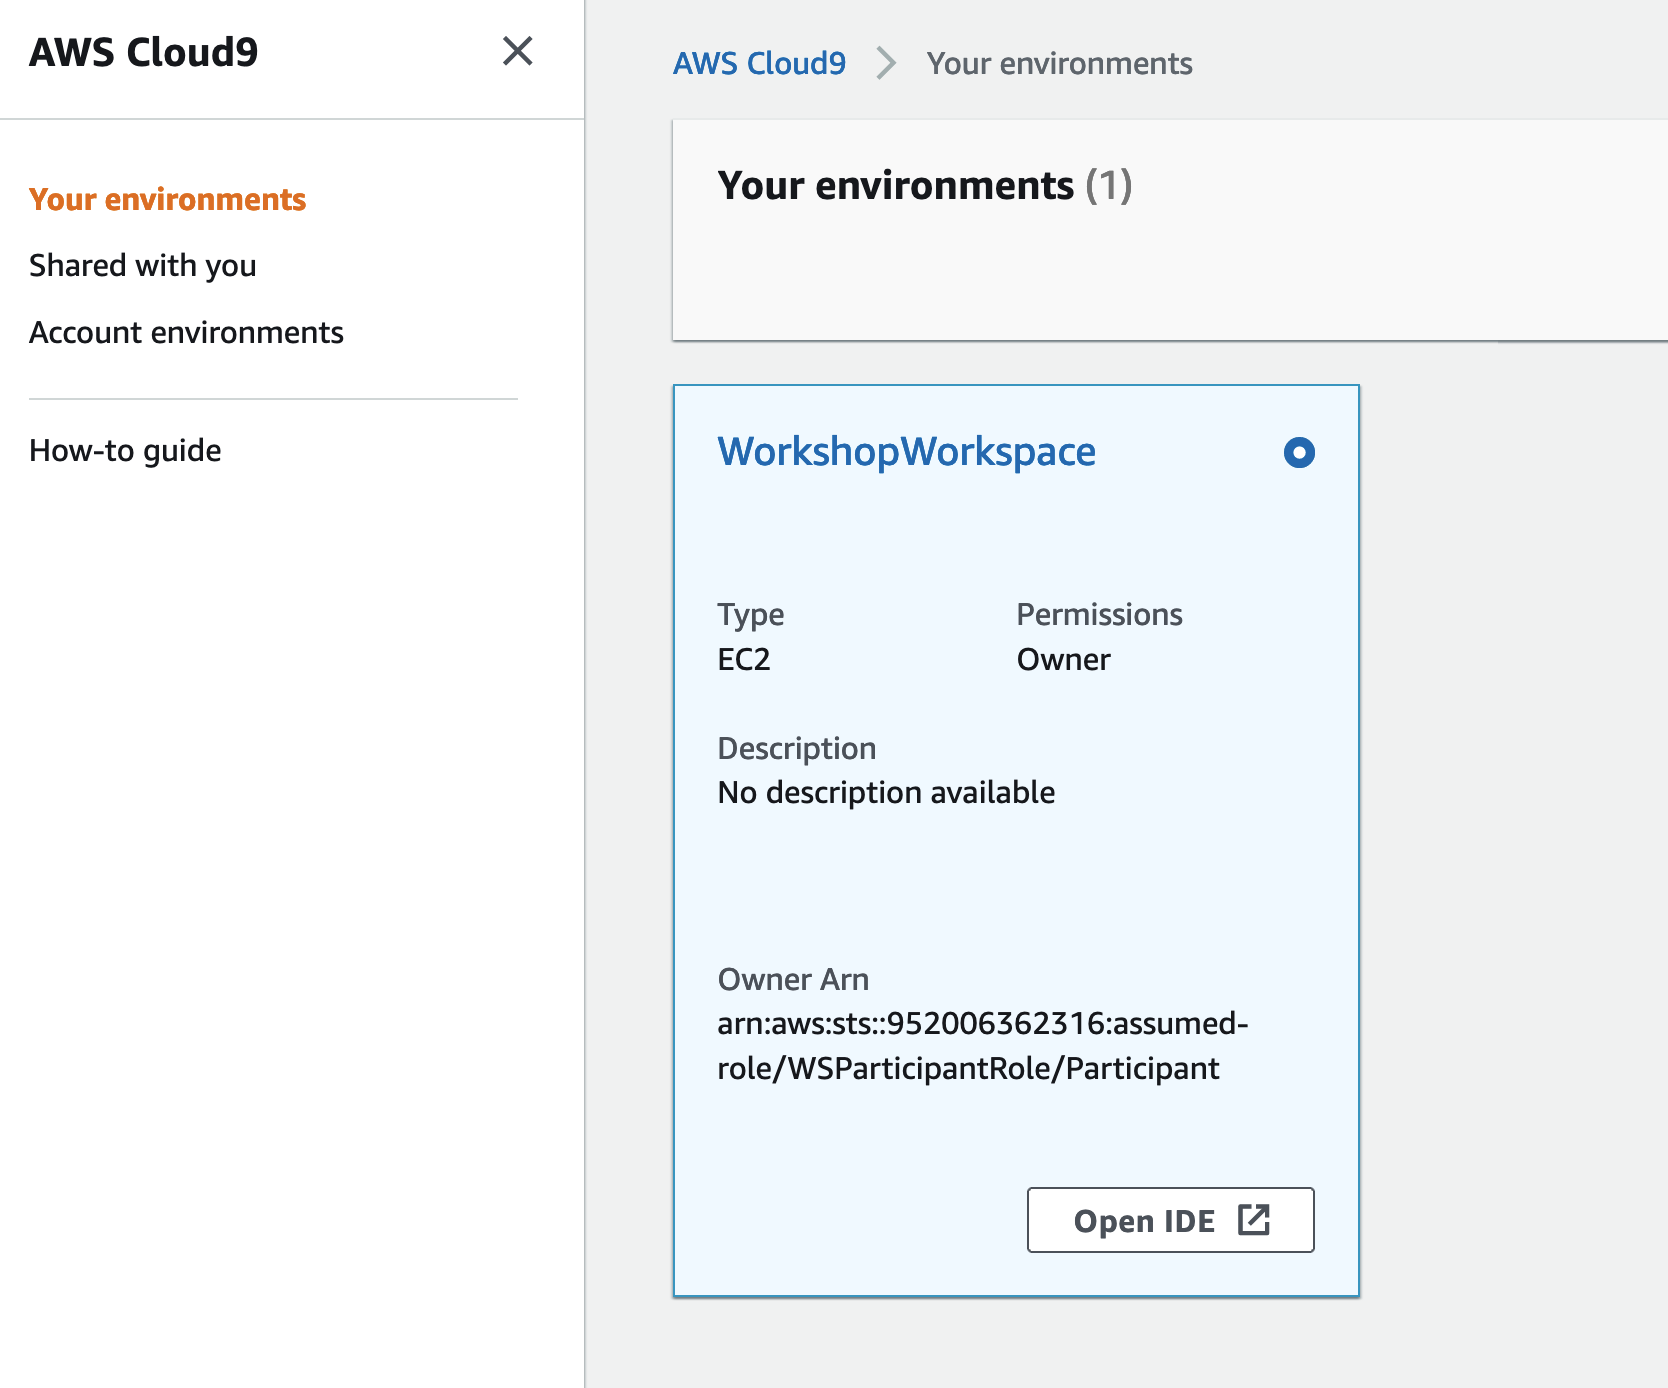 AWS Cloud9
Your environments
Shared with you
Account environments
How-to guide
AWS Cloud9 > Your environments
Your environments (1)
WorkshopWorkspace
Type
EC2
Permissions
Owner
Description
No description available
Owner Arn
arn:aws:sts::952006362316:assumed-
role/WSParticipantRole/Participant
Open IDE